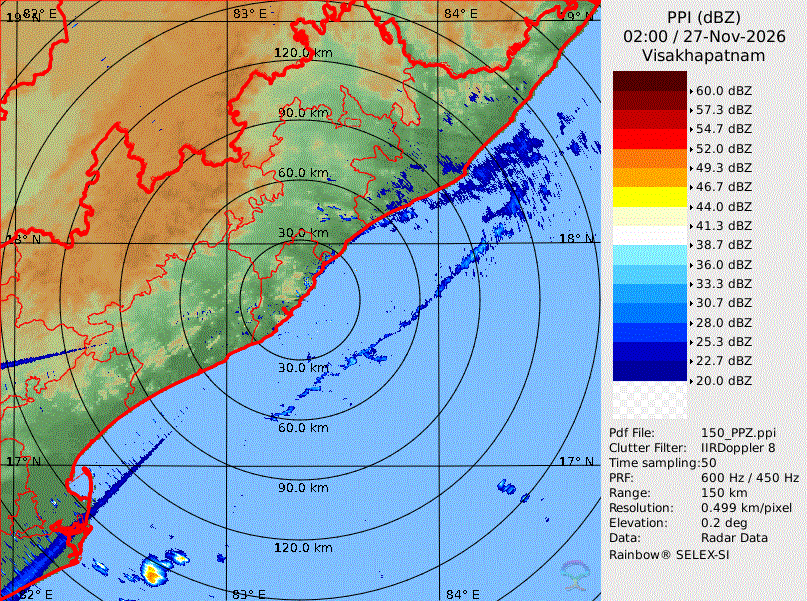 82° E 83° E 84° E
19° N 19° N
120.0 km
90.0 km
60.0 km
30.0 km
18° N 18° N
30.0 km
60.0 km
17° N 17° N
90.0 km
120.0 km
82° E 83° E 84° E
PPI (dBZ)
02:00 / 27-Nov-2026
Visakhapatnam
60.0 dBZ
57.3 dBZ
54.7 dBZ
52.0 dBZ
49.3 dBZ
46.7 dBZ
44.0 dBZ
41.3 dBZ
38.7 dBZ
36.0 dBZ
33.3 dBZ
30.7 dBZ
28.0 dBZ
25.3 dBZ
22.7 dBZ
20.0 dBZ
Pdf File: 150_PPZ.ppi
Clutter Filter: IIRDoppler 8
Time sampling:50
PRF: 600 Hz / 450 Hz
Range: 150 km
Resolution: 0.499 km/pixel
Elevation: 0.2 deg
Data: Radar Data
Rainbow® SELEX-SI